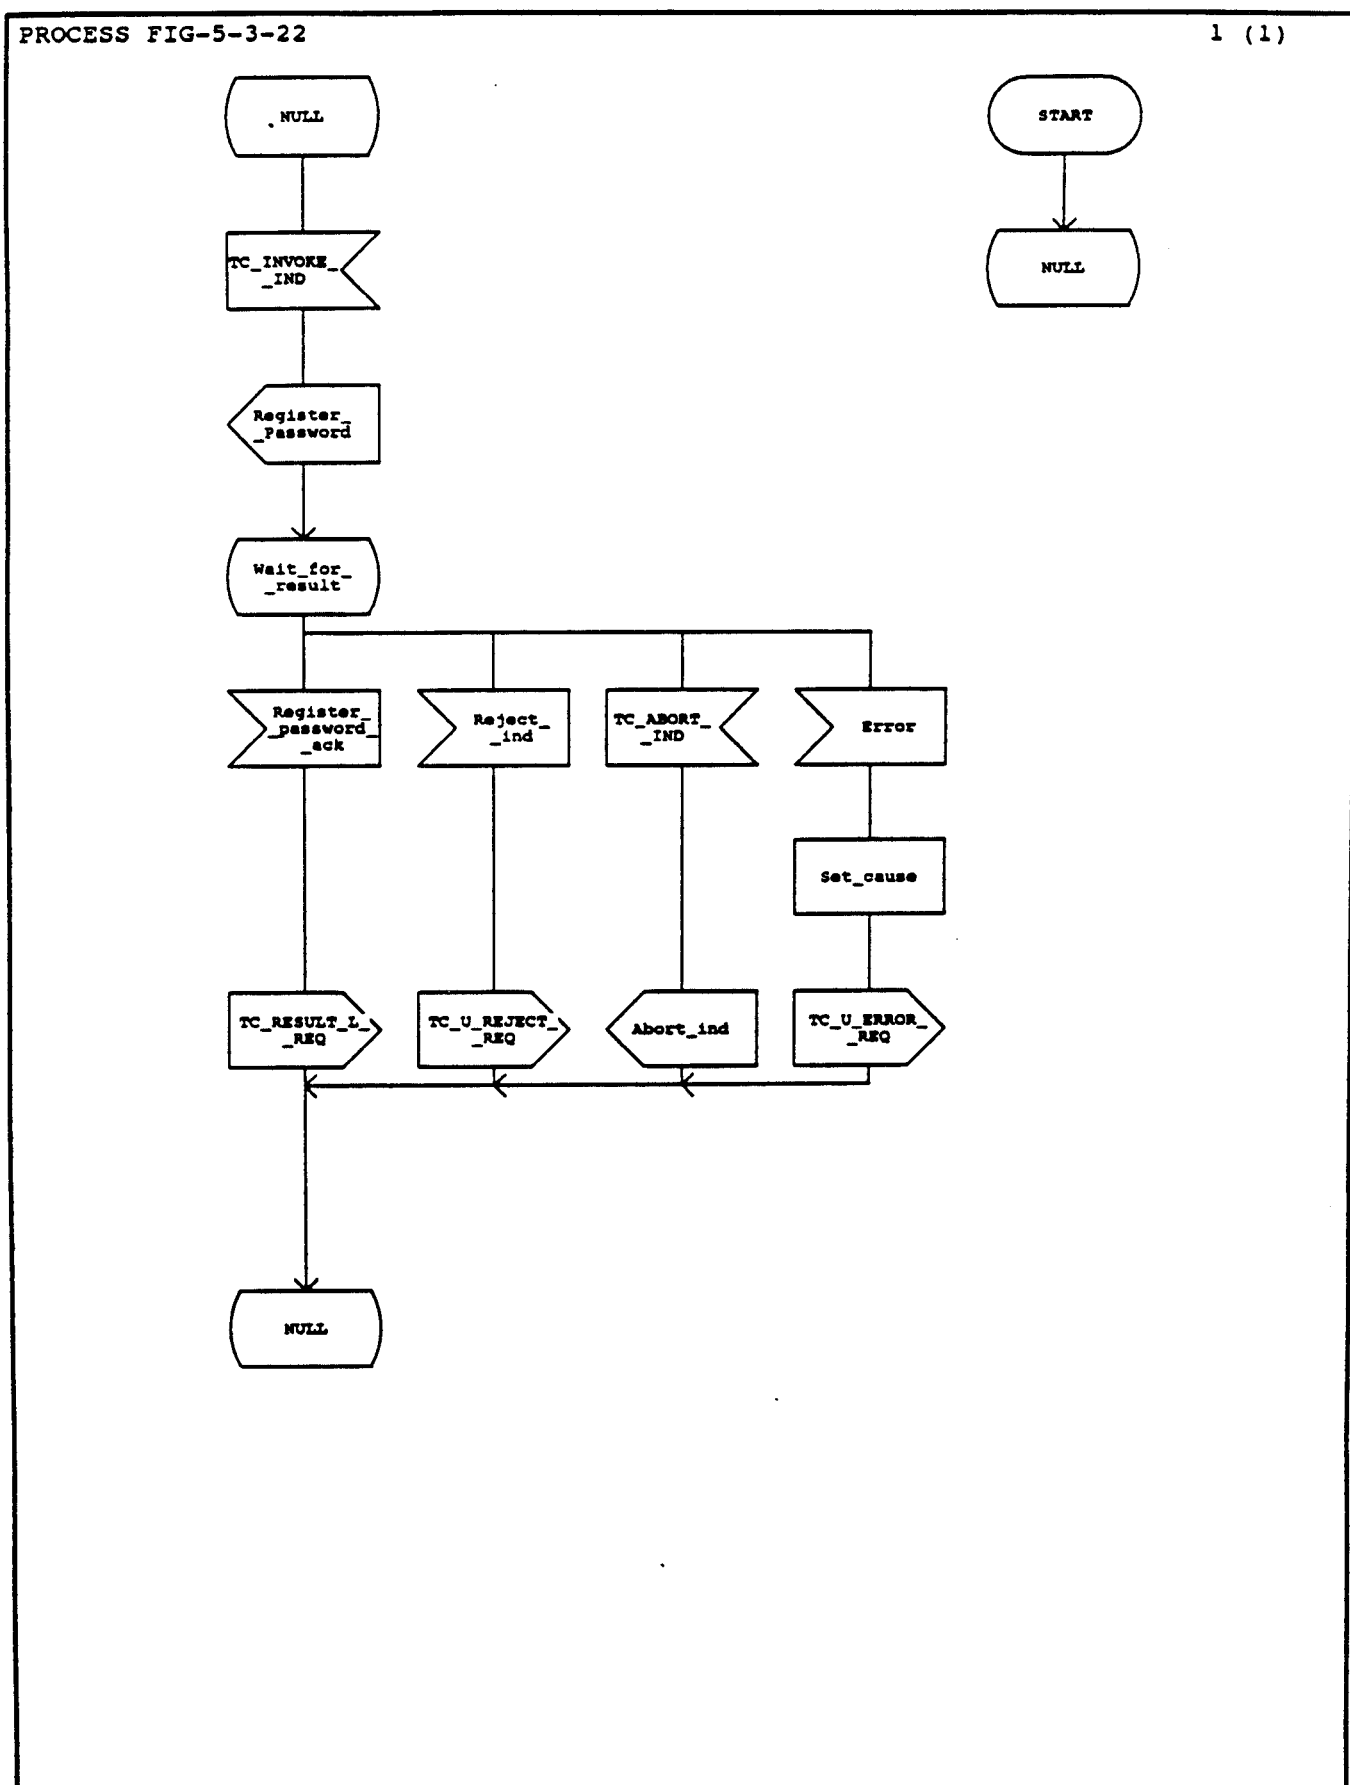 PROCESS FIG-5-3-22
1 (1)
NULL
START
TC_INVOKE_
_IND
NULL
Register_
_Password
Wait_for_
_result
Register_
_password_
_ack
Reject_
_ind
TC_ABORT_
_IND
Error
Set_cause
TC_RESULT_L_
_REQ
TC_U_REJECT_
_REQ
Abort_ind
TC_U_ERROR_
_REQ
NULL